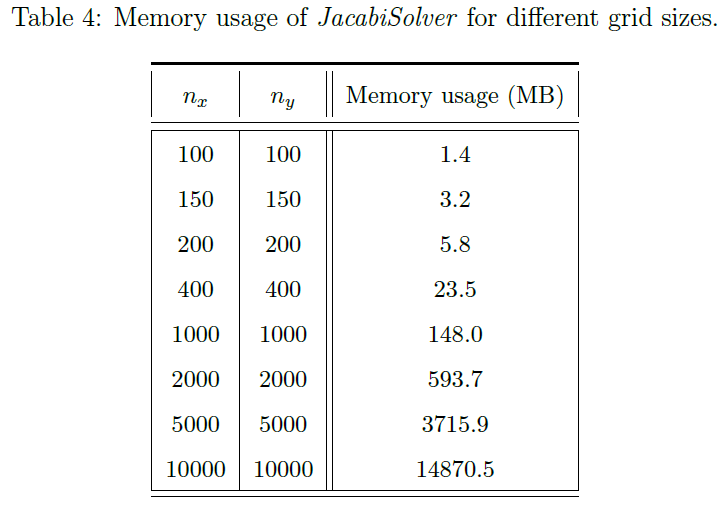 Table 4: Memory usage of JacabiSolver for different grid sizes.
nx ny Memory usage (MB)
100 100 1.4
150 150 3.2
200 200 5.8
400 400 23.5
1000 1000 148.0
2000 2000 593.7
5000 5000 3715.9
10000 10000 14870.5